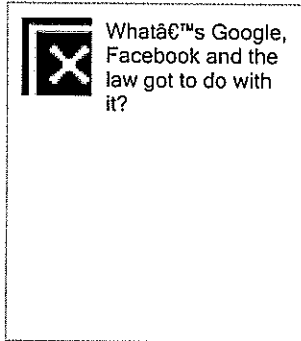 Whatâ€™s Google,
Facebook and the
law got to do with
it?